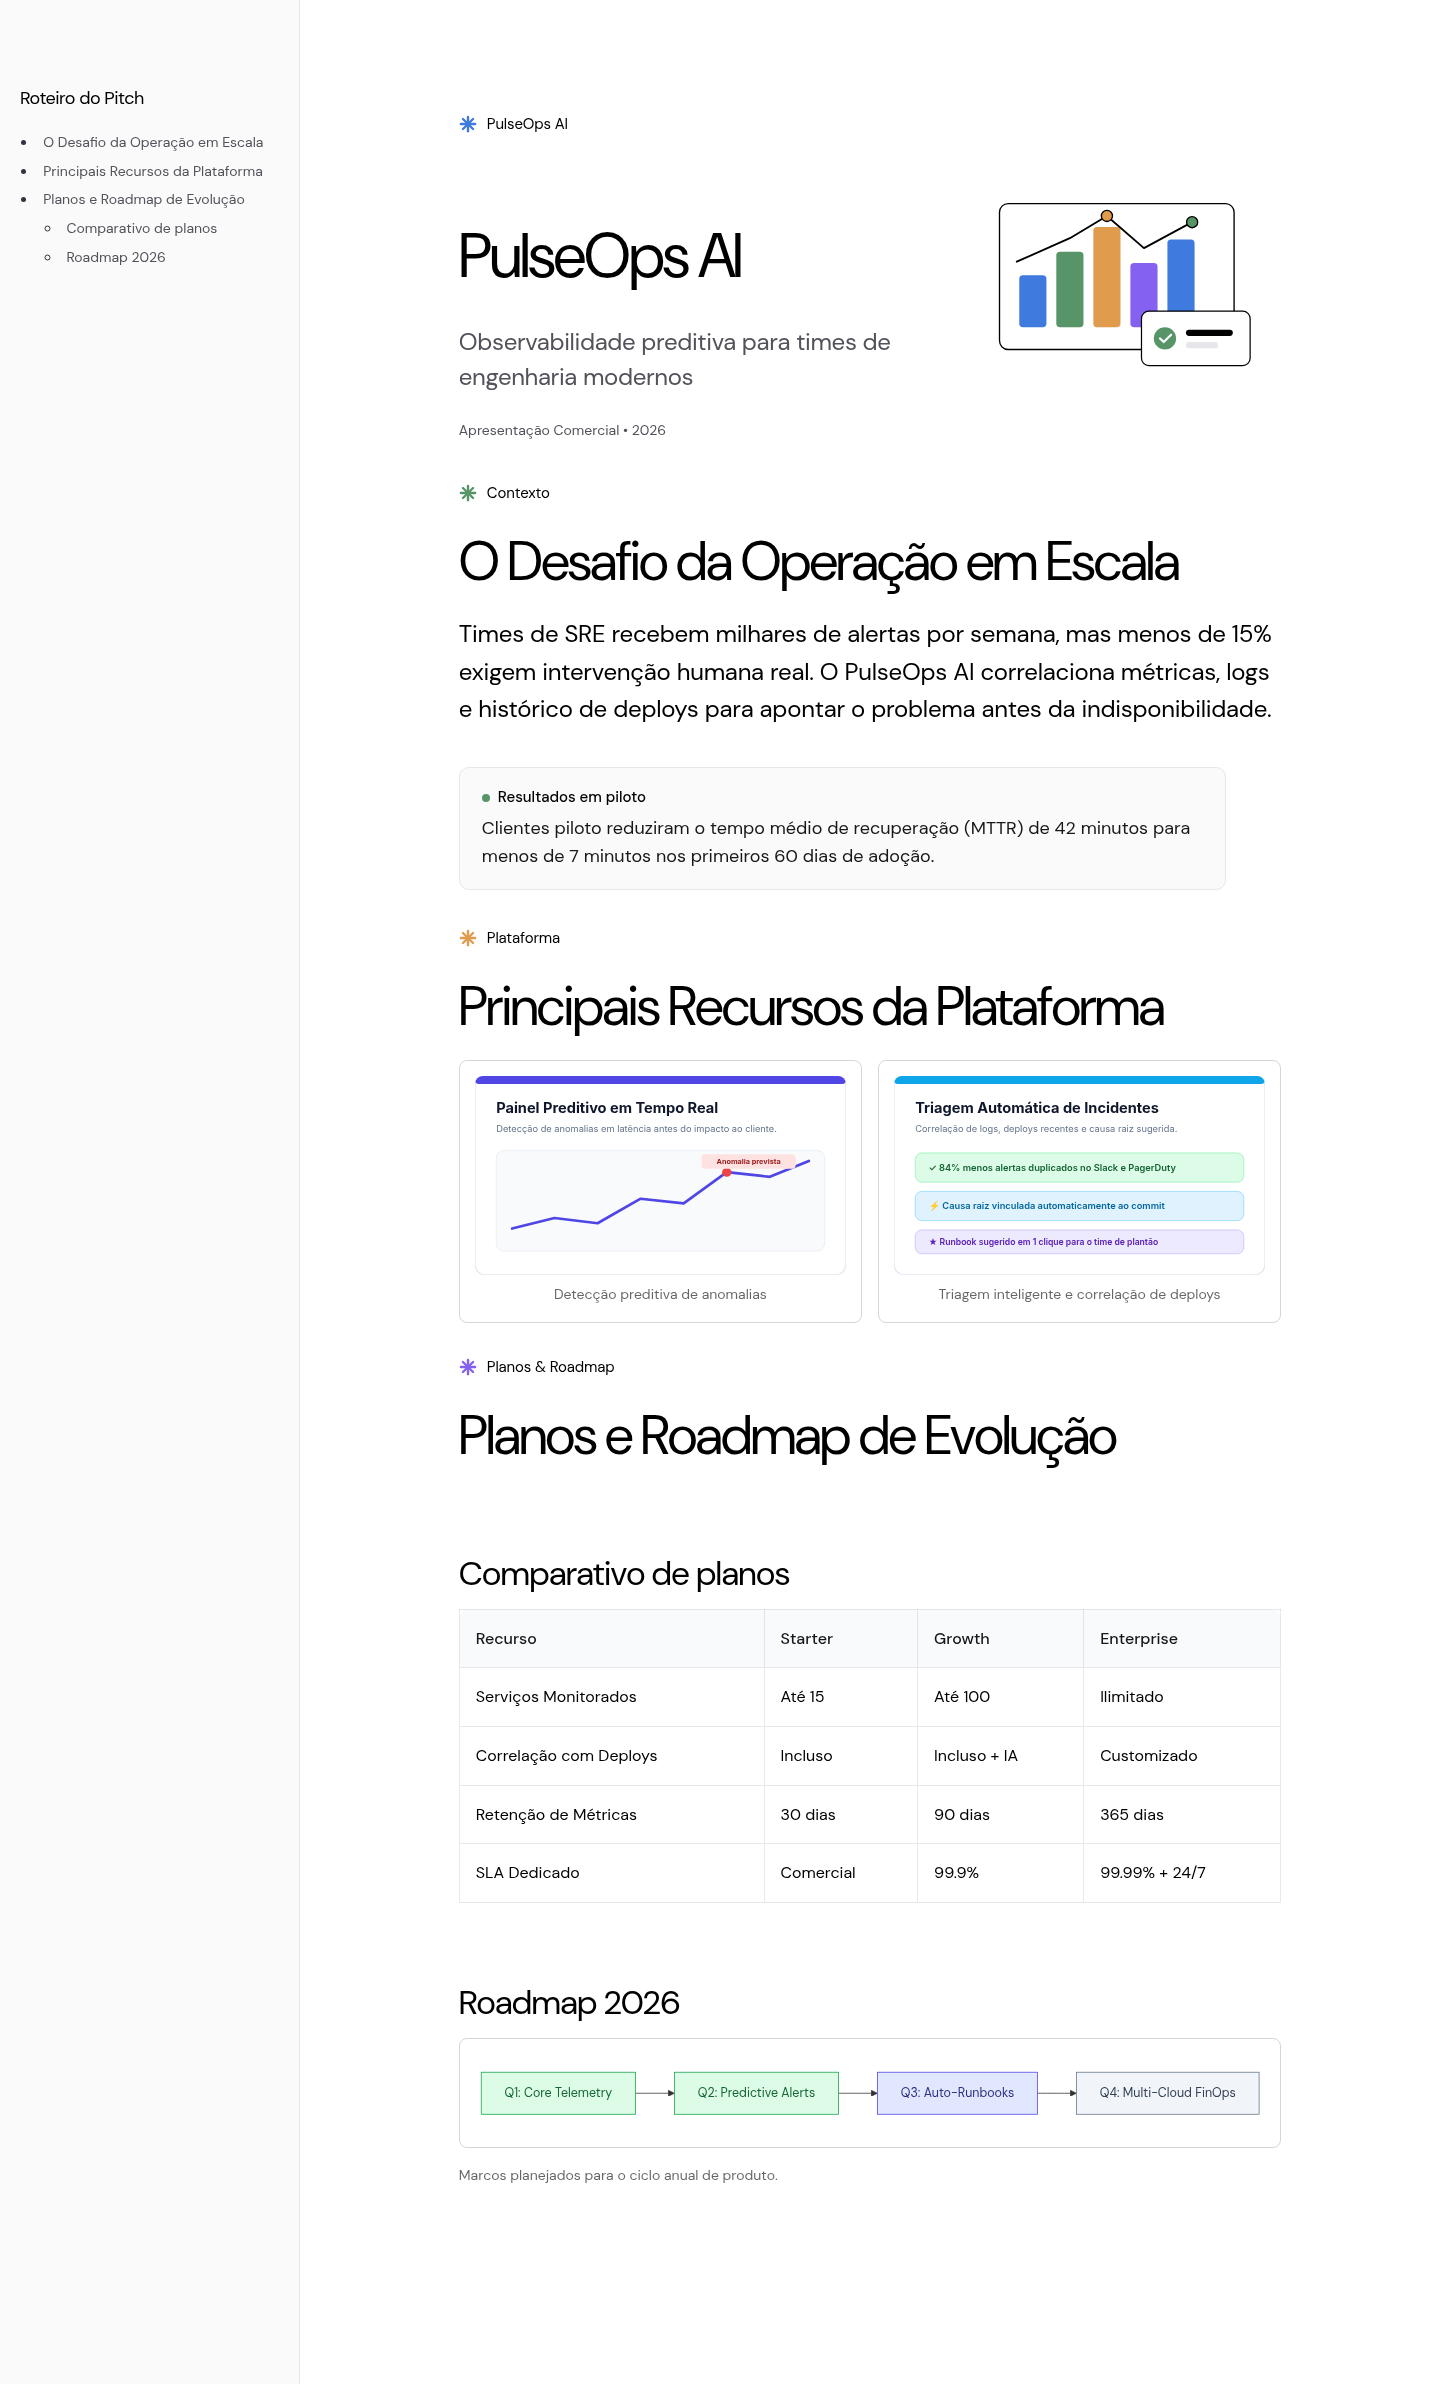 Roteiro do Pitch
O Desafio da Operação em Escala
Principais Recursos da Plataforma
Planos e Roadmap de Evolução
Comparativo de planos
Roadmap 2026
PulseOps AI
PulseOps AI
Observabilidade preditiva para times de
engenharia modernos
Apresentação Comercial • 2026
Contexto
O Desafio da Operação em Escala
Times de SRE recebem milhares de alertas por semana, mas menos de 15%
exigem intervenção humana real. O PulseOps AI correlaciona métricas, logs
e histórico de deploys para apontar o problema antes da indisponibilidade.
Resultados em piloto
Clientes piloto reduziram o tempo médio de recuperação (MTTR) de 42 minutos para
menos de 7 minutos nos primeiros 60 dias de adoção.
Plataforma
Principais Recursos da Plataforma
Painel Preditivo em Tempo Real
Detecção de anomalias em latência antes do impacto ao cliente.
Anomalia prevista
Detecção preditiva de anomalias
Triagem Automática de Incidentes
Correlação de logs, deploys recentes e causa raiz sugerida.
✓ 84% menos alertas duplicados no Slack e PagerDuty
⚡ Causa raiz vinculada automaticamente ao commit
★ Runbook sugerido em 1 clique para o time de plantão
Triagem inteligente e correlação de deploys
Planos & Roadmap
Planos e Roadmap de Evolução
Comparativo de planos
Recurso Starter Growth Enterprise
Serviços Monitorados Até 15 Até 100 Ilimitado
Correlação com Deploys Incluso Incluso + IA Customizado
Retenção de Métricas 30 dias 90 dias 365 dias
SLA Dedicado Comercial 99.9% 99.99% + 24/7
Roadmap 2026
Q1: Core Telemetry Q2: Predictive Alerts Q3: Auto-Runbooks Q4: Multi-Cloud FinOps
Marcos planejados para o ciclo anual de produto.